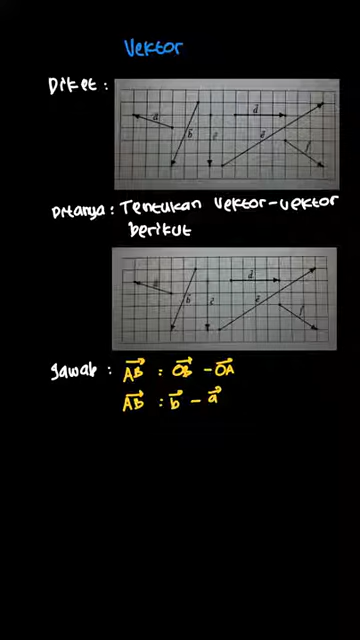 Vektor
Diket :
a
b
c
d
e
f
Ditanya : Tentukan vektor-vektor
berikut
a
b
c
d
e
f
Jawab : AB : OB - OA
AB : b - a